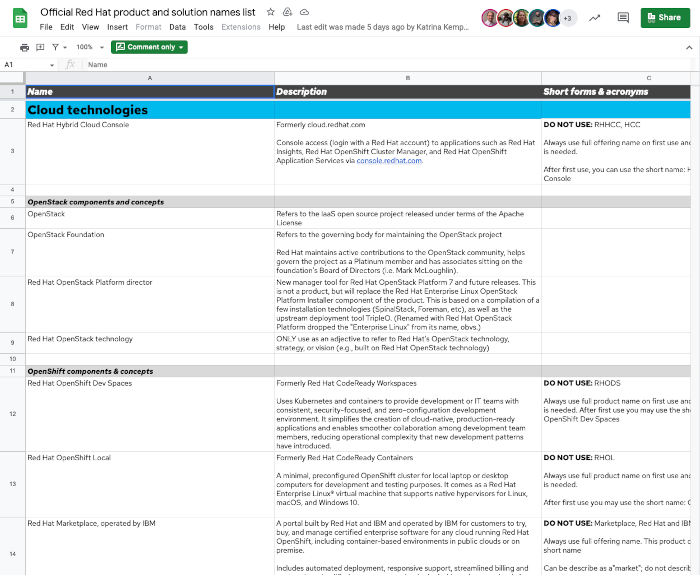 Official Red Hat product and solution names list
File Edit View Insert Format Data Tools Extensions Help Last edit was made 5 days ago by Katrina Kemp...
+3
Share
100%
Comment only
A1
fx Name
A B C
1 Name Description Short forms & acronyms
2 Cloud technologies
3
Red Hat Hybrid Cloud Console
Formerly cloud.redhat.com
Console access (login with a Red Hat account) to applications such as Red Hat
Insights, Red Hat OpenShift Cluster Manager, and Red Hat OpenShift
Application Services via console.redhat.com.
DO NOT USE: RHHCC, HCC
Always use full offering name on first use and
is needed.
After first use, you can use the short name: H
Console
4
5 OpenStack components and concepts
6
OpenStack
Refers to the IaaS open source project released under terms of the Apache
License
7
OpenStack Foundation
Refers to the governing body for maintaining the OpenStack project
Red Hat maintains active contributions to the OpenStack community, helps
govern the project as a Platinum member and has associates sitting on the
foundation's Board of Directors (i.e. Mark McLoughlin).
8
Red Hat OpenStack Platform director
New manager tool for Red Hat OpenStack Platform 7 and future releases. This
is not a product, but will replace the Red Hat Enterprise Linux OpenStack
Platform Installer component of the product. This is based on a compilation of a
few installation technologies (SpinalStack, Foreman, etc), as well as the
upstream deployment tool TripleO. (Renamed with Red Hat OpenStack
Platform dropped the "Enterprise Linux" from its name, obvs.)
9
Red Hat OpenStack technology
ONLY use as an adjective to refer to Red Hat's OpenStack technology,
strategy, or vision (e.g., built on Red Hat OpenStack technology)
10
11 OpenShift components & concepts
12
Red Hat OpenShift Dev Spaces
Formerly Red Hat CodeReady Workspaces
Uses Kubernetes and containers to provide development or IT teams with
consistent, security-focused, and zero-configuration development
environment. It simplifies the creation of cloud-native, production-ready
applications and enables smoother collaboration among development team
members, reducing operational complexity that new development patterns
have introduced.
DO NOT USE: RHODS
Always use full product name on first use and
is needed. After first use you may use the sh
OpenShift Dev Spaces
13
Red Hat OpenShift Local
Formerly Red Hat CodeReady Containers
A minimal, preconfigured OpenShift cluster for local laptop or desktop
computers for development and testing purposes. It comes as a Red Hat
Enterprise Linux® virtual machine that supports native hypervisors for Linux,
macOS, and Windows 10.
DO NOT USE: RHOL
Always use full product name on first use and
is needed.
After first use you may use the short name:
14
Red Hat Marketplace, operated by IBM
A portal built by Red Hat and IBM and operated by IBM for customers to try,
buy, and manage certified enterprise software for any cloud running Red Hat
OpenShift, including container-based environments in public clouds or on
premise.
Includes automated deployment, responsive support, streamlined billing and
DO NOT USE: Marketplace, Red Hat and IBM
Always use full offering name. This product
short name
Can be describe as a"market"; do not describ